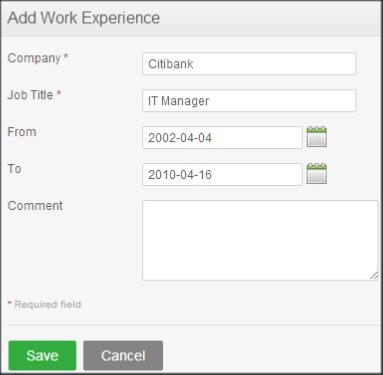 Add Work Experience
Company *
Citibank
Job Title *
IT Manager
From
2002-04-04
To
2010-04-16
Comment
* Required field
Save
Cancel